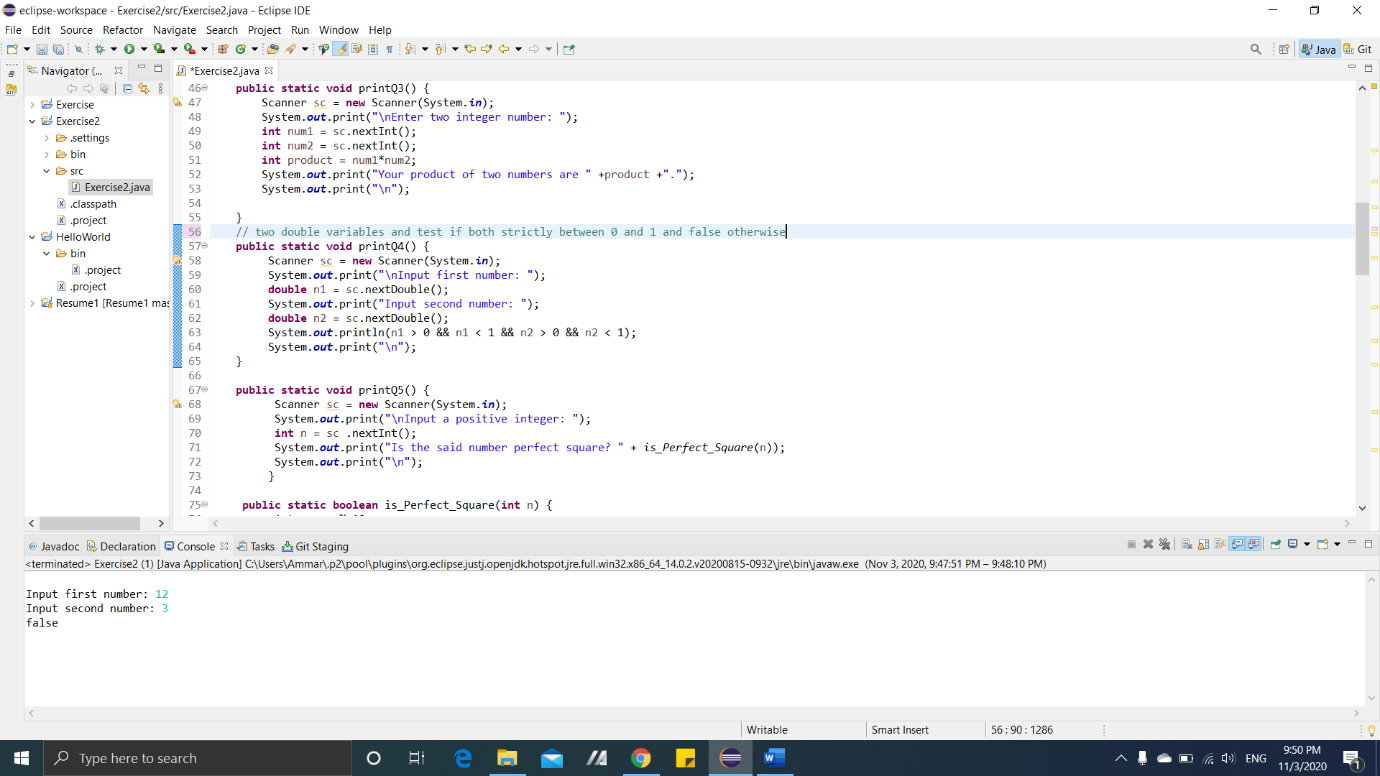 eclipse-workspace - Exercise2/src/Exercise2.java - Eclipse IDE
File Edit Source Refactor Navigate Search Project Run Window Help
Java Git
Navigator (...
*Exercise2.java
Exercise
Exercise2
.settings
bin
src
Exercise2.java
.classpath
.project
HelloWorld
bin
.project
.project
Resume1 [Resume1 mas
46 public static void printQ3() {
47 Scanner sc = new Scanner(System.in);
48 System.out.print("\nEnter two integer number: ");
49 int num1 = sc.nextInt();
50 int num2 = sc.nextInt();
51 int product = num1*num2;
52 System.out.print("Your product of two numbers are " +product +".");
53 System.out.print("\n");
54
55 }
56 // two double variables and test if both strictly between 0 and 1 and false otherwise
57 public static void printQ4() {
58 Scanner sc = new Scanner(System.in);
59 System.out.print("\nInput first number: ");
60 double n1 = sc.nextDouble();
61 System.out.print("Input second number: ");
62 double n2 = sc.nextDouble();
63 System.out.println(n1 > 0 && n1 < 1 && n2 > 0 && n2 < 1);
64 System.out.print("\n");
65 }
66
67 public static void printQ5() {
68 Scanner sc = new Scanner(System.in);
69 System.out.print("\nInput a positive integer: ");
70 int n = sc .nextInt();
71 System.out.print("Is the said number perfect square? " + is_Perfect_Square(n));
72 System.out.print("\n");
73 }
74
75 public static boolean is_Perfect_Square(int n) {
Javadoc Declaration Console Tasks Git Staging
<terminated> Exercise2 (1) [Java Application] C:\Users\Ammar\.p2\pool\plugins\org.eclipse.justj.openjdk.hotspot.jre.full.win32.x86_64_14.0.2.v20200815-0932\jre\bin\javaw.exe (Nov 3, 2020, 9:47:51 PM – 9:48:10 PM)
Input first number: 12
Input second number: 3
false
Writable Smart Insert 56 : 90 : 1286
Type here to search
ENG
9:50 PM
11/3/2020
1